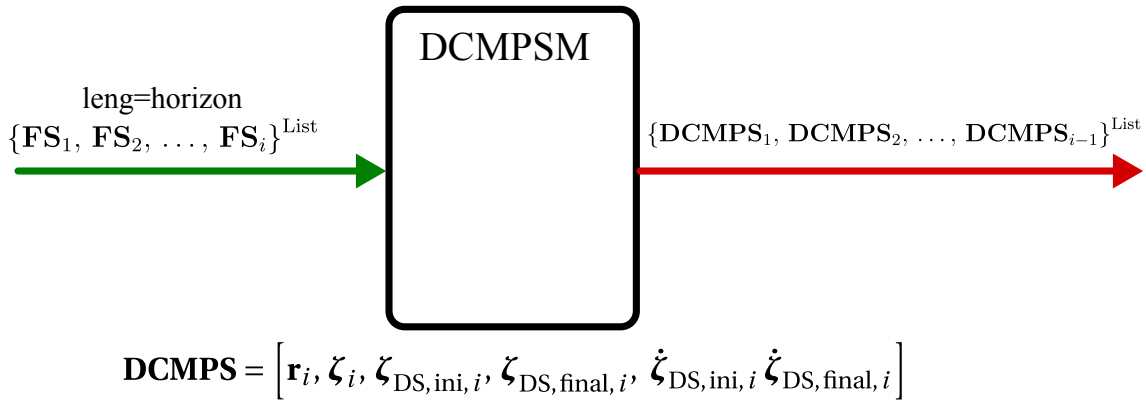 DCMPSM
leng=horizon
{FS₁, FS₂, …, FSᵢ}ᴸⁱˢᵗ
{DCMPS₁, DCMPS₂, …, DCMPSᵢ₋₁}ᴸⁱˢᵗ
DCMPS = [rᵢ, ζᵢ, ζ_DS,ini,i, ζ_DS,final,i, ζ̇_DS,ini,i ζ̇_DS,final,i]